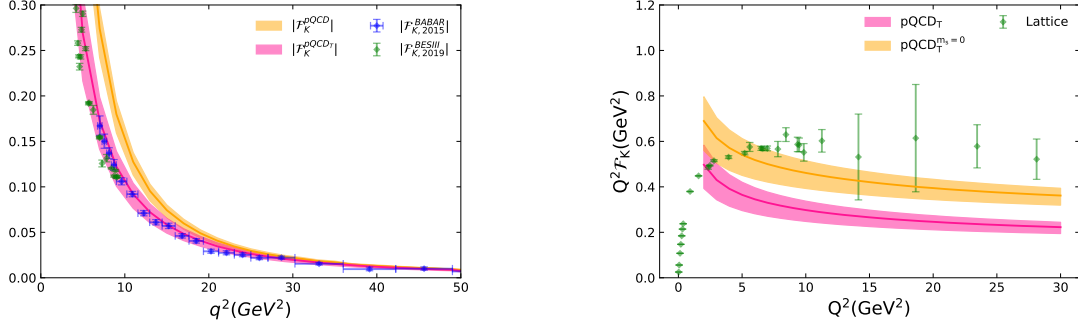 |F_K^{pQCD}|
|F_K^{pQCD_T}|
|F_{K,2015}^{BABAR}|
|F_{K,2019}^{BESIII}|
0.30
0.25
0.20
0.15
0.10
0.05
0.00
0 10 20 30 40 50
q²(GeV²)
pQCD_T
pQCD_T^{m_s=0}
Lattice
Q²F_K(GeV²)
1.2
1.0
0.8
0.6
0.4
0.2
0.0
0 5 10 15 20 25 30
Q²(GeV²)